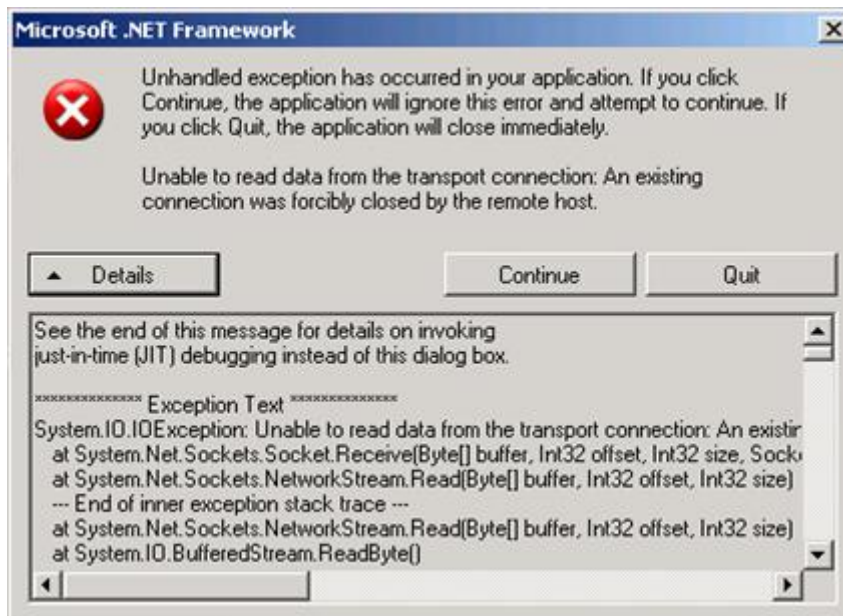 Microsoft .NET Framework
Unhandled exception has occurred in your application. If you click
Continue, the application will ignore this error and attempt to continue. If
you click Quit, the application will close immediately.
Unable to read data from the transport connection: An existing
connection was forcibly closed by the remote host.
Details
Continue
Quit
See the end of this message for details on invoking
just-in-time (JIT) debugging instead of this dialog box.
************** Exception Text **************
System.IO.IOException: Unable to read data from the transport connection: An existin
at System.Net.Sockets.Socket.Receive(Byte[] buffer, Int32 offset, Int32 size, Socke
at System.Net.Sockets.NetworkStream.Read(Byte[] buffer, Int32 offset, Int32 size)
--- End of inner exception stack trace ---
at System.Net.Sockets.NetworkStream.Read(Byte[] buffer, Int32 offset, Int32 size)
at System.IO.BufferedStream.ReadByte()